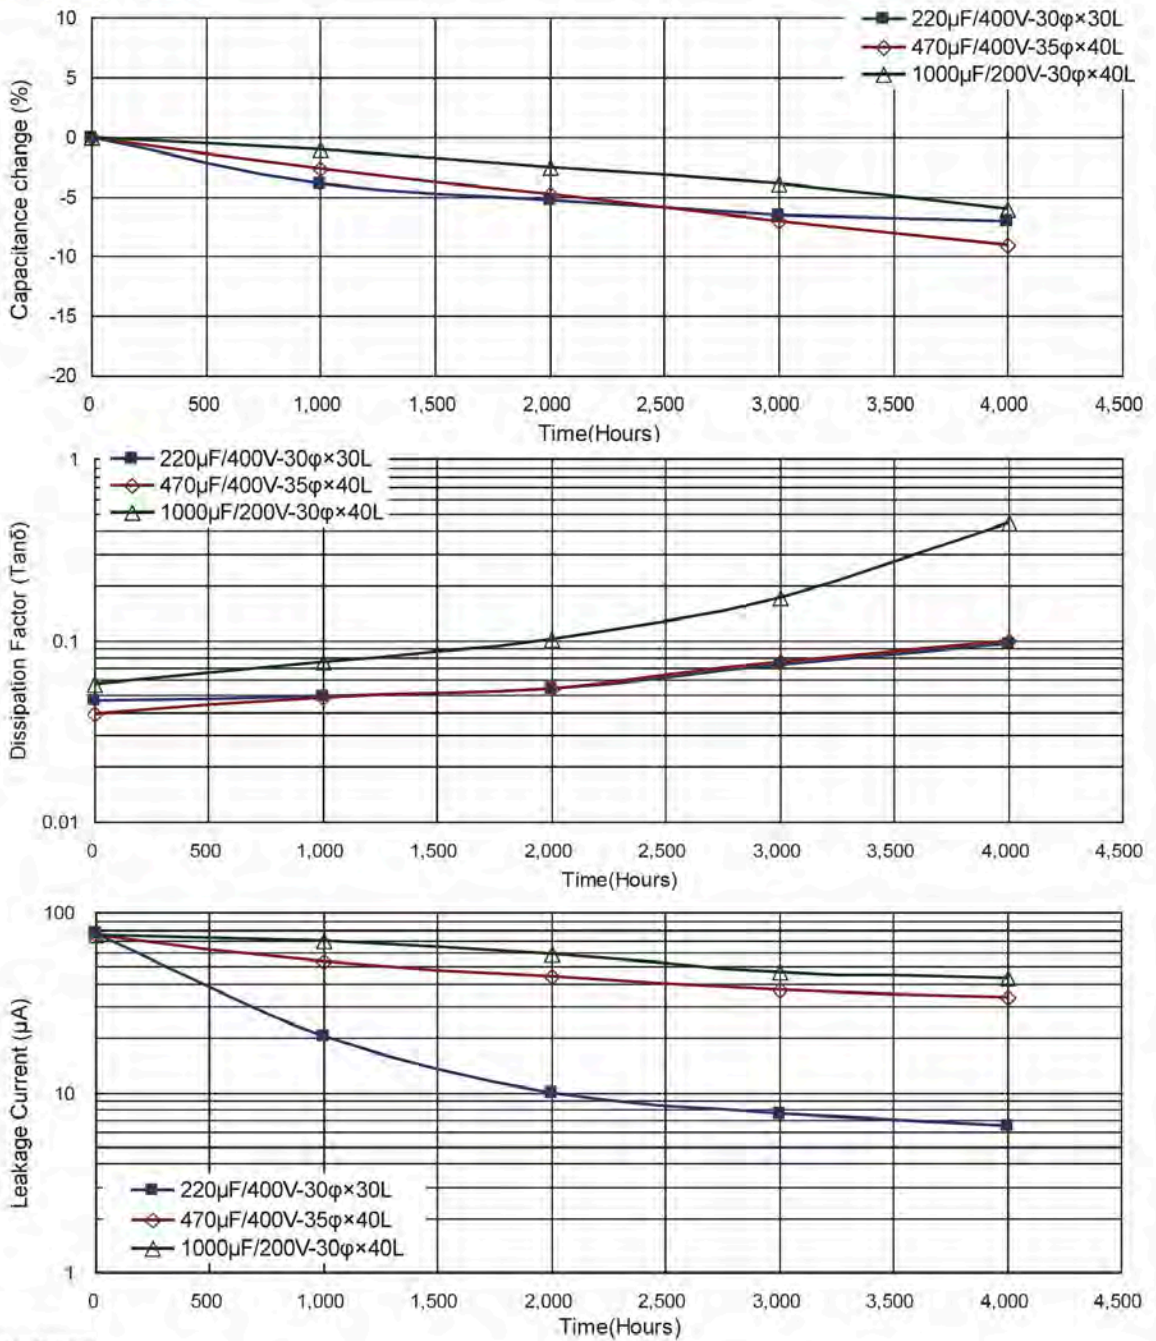 10
5
0
-5
-10
-15
-20
Capacitance change (%)
220µF/400V-30φ×30L
470µF/400V-35φ×40L
1000µF/200V-30φ×40L
0 500 1,000 1,500 2,000 2,500 3,000 3,500 4,000 4,500
Time(Hours)
220µF/400V-30φ×30L
470µF/400V-35φ×40L
1000µF/200V-30φ×40L
1
0.1
0.01
Dissipation Factor (Tanδ)
0 500 1,000 1,500 2,000 2,500 3,000 3,500 4,000 4,500
Time(Hours)
100
10
1
Leakage Current (µA)
220µF/400V-30φ×30L
470µF/400V-35φ×40L
1000µF/200V-30φ×40L
0 500 1,000 1,500 2,000 2,500 3,000 3,500 4,000 4,500
Time(Hours)